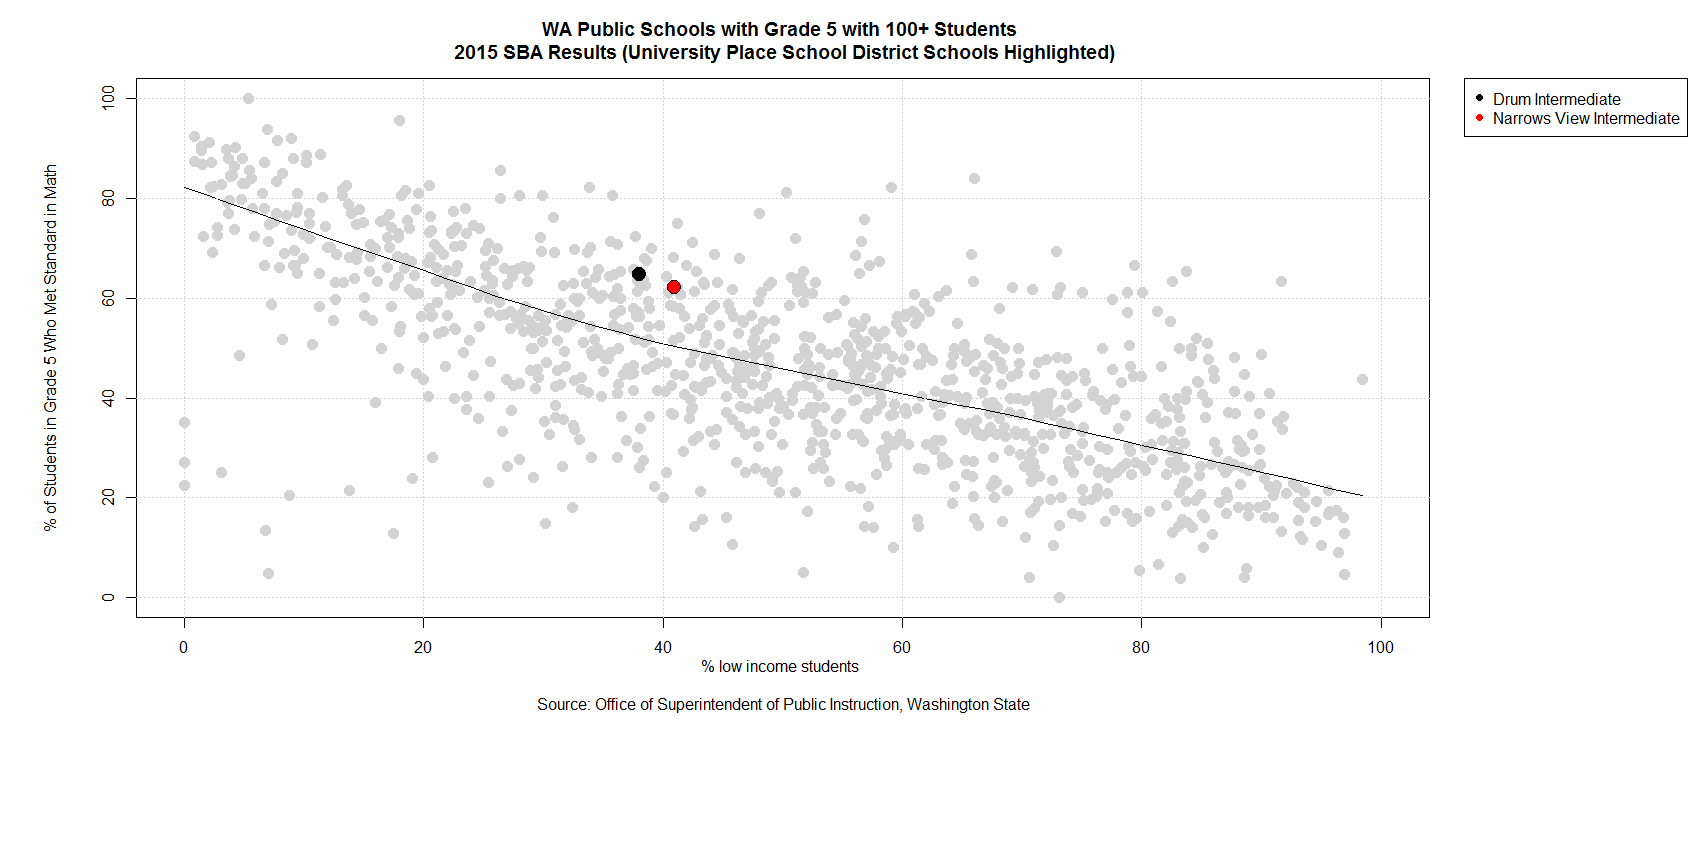 WA Public Schools with Grade 5 with 100+ Students
2015 SBA Results (University Place School District Schools Highlighted)
Drum Intermediate
Narrows View Intermediate
% of Students in Grade 5 Who Met Standard in Math
100
80
60
40
20
0
0 20 40 60 80 100
% low income students
Source: Office of Superintendent of Public Instruction, Washington State